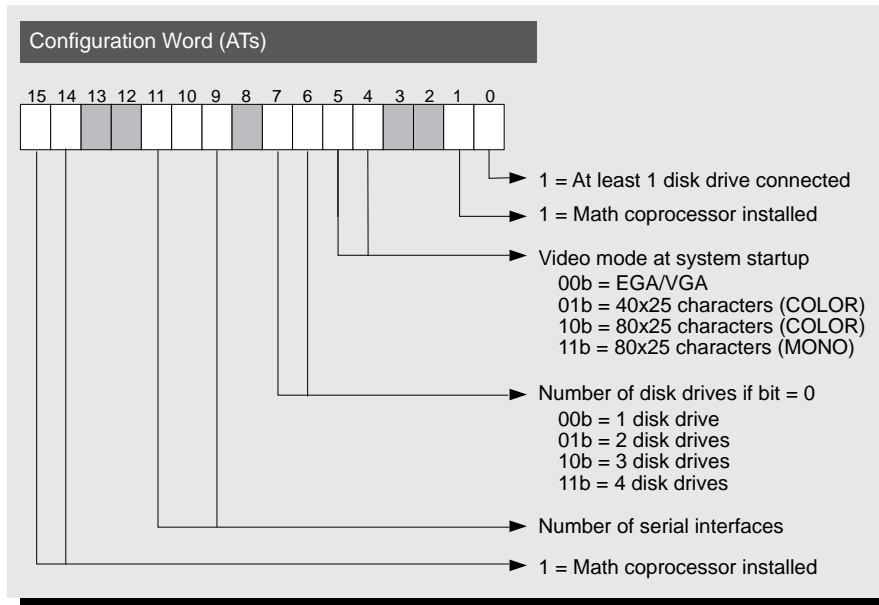 Configuration Word (ATs)
15 14 13 12 11 10 9 8 7 6 5 4 3 2 1 0
1 = At least 1 disk drive connected
1 = Math coprocessor installed
Video mode at system startup
00b = EGA/VGA
01b = 40x25 characters (COLOR)
10b = 80x25 characters (COLOR)
11b = 80x25 characters (MONO)
Number of disk drives if bit = 0
00b = 1 disk drive
01b = 2 disk drives
10b = 3 disk drives
11b = 4 disk drives
Number of serial interfaces
1 = Math coprocessor installed